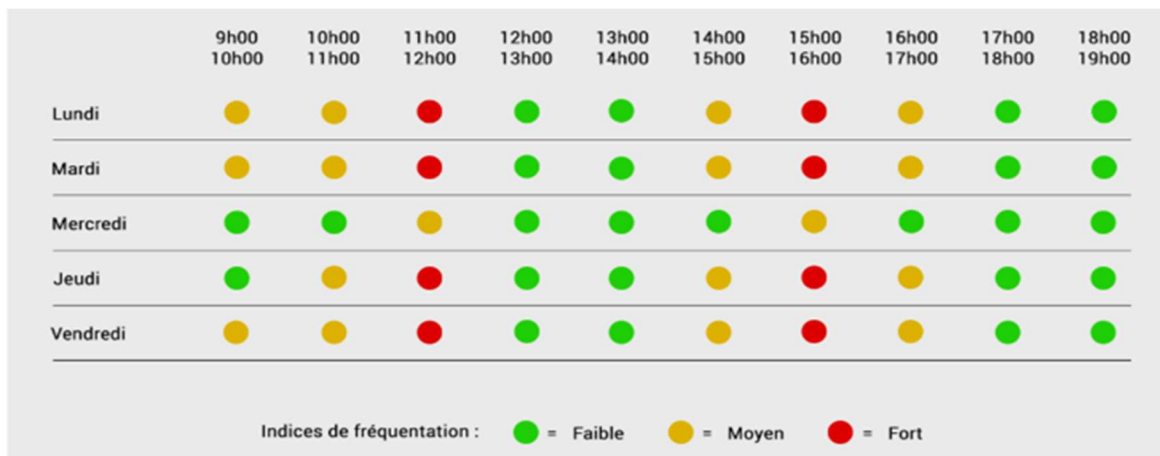 9h00 10h00 11h00 12h00 13h00 14h00 15h00 16h00 17h00 18h00
10h00 11h00 12h00 13h00 14h00 15h00 16h00 17h00 18h00 19h00
Lundi
Mardi
Mercredi
Jeudi
Vendredi
Indices de fréquentation : = Faible = Moyen = Fort